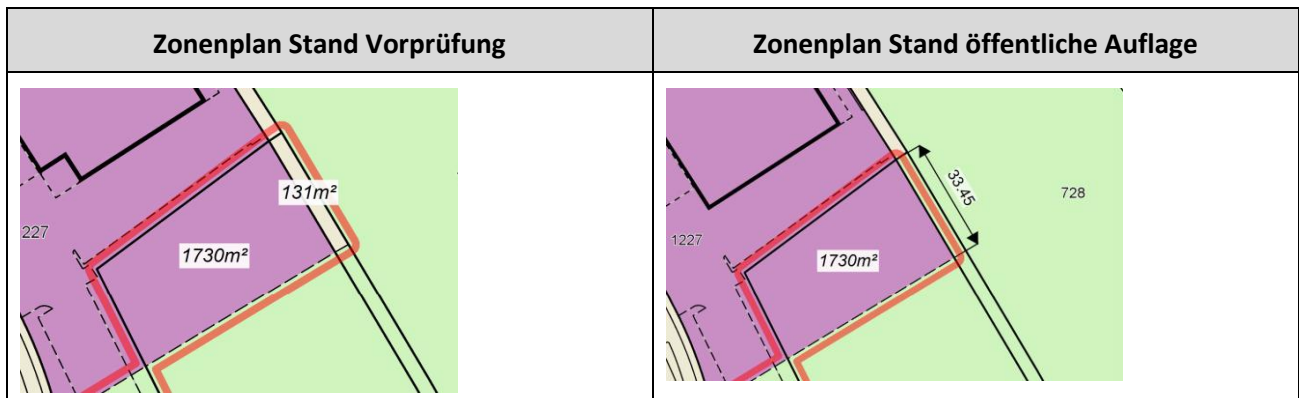 Zonenplan Stand Vorprüfung
Zonenplan Stand öffentliche Auflage
131m²
227
1730m²
33.45
728
1227
1730m²